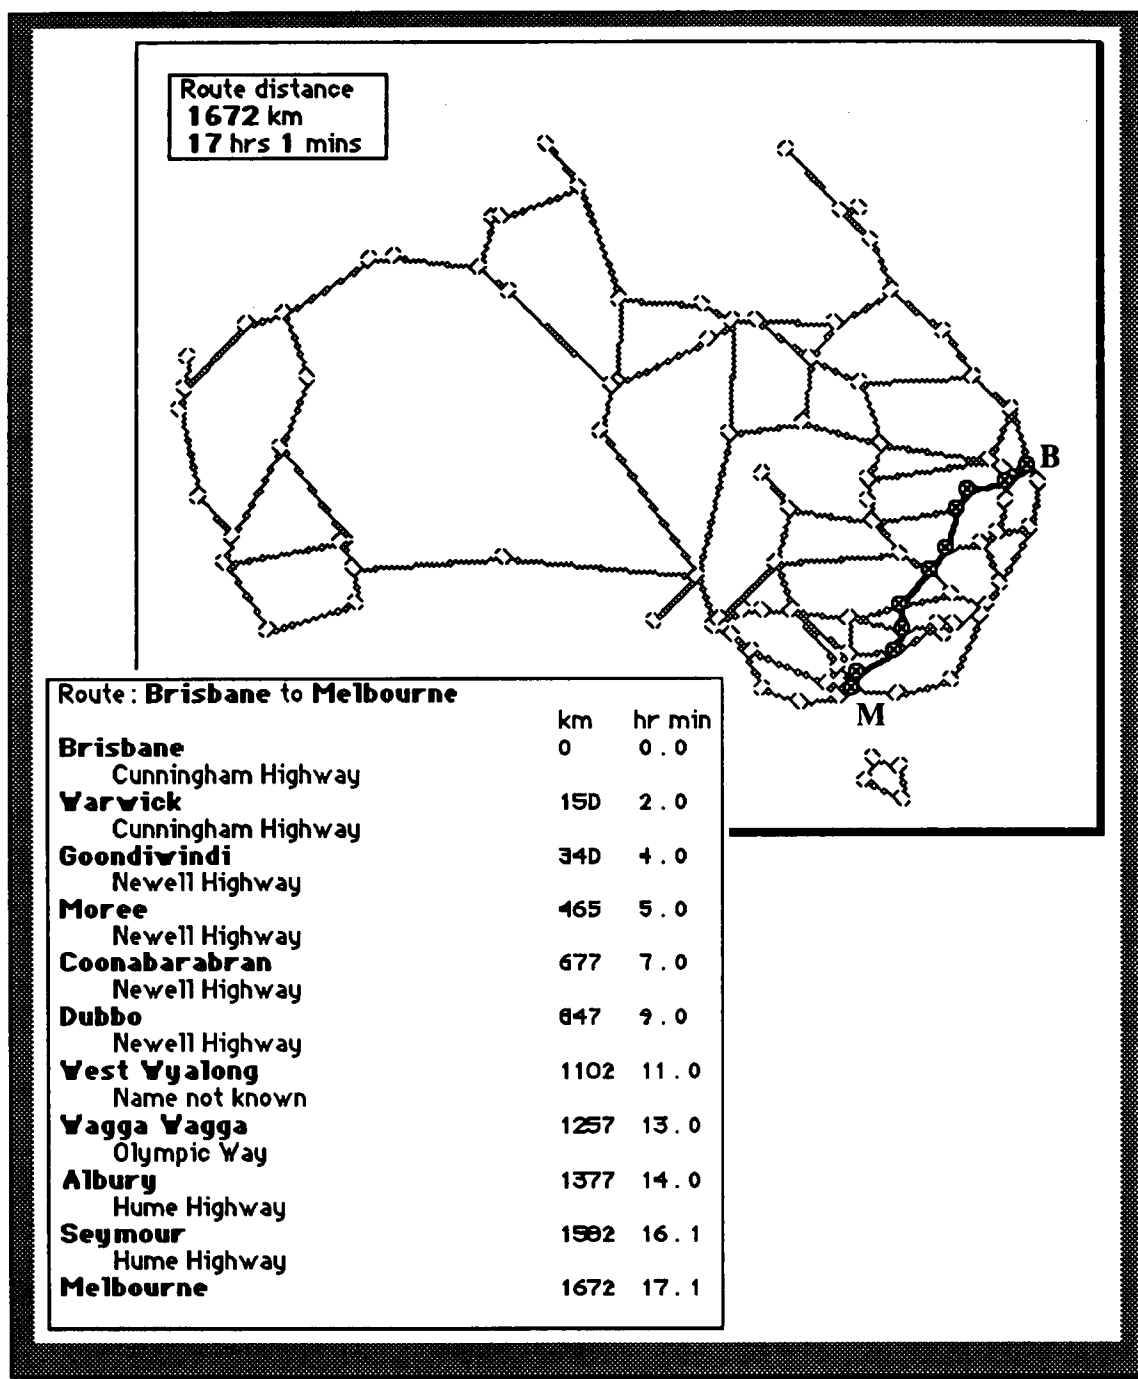 Route distance
1672 km
17 hrs 1 mins
B
M
Route: Brisbane to Melbourne
km hr min
Brisbane 0 0.0
Cunningham Highway
Warwick 150 2.0
Cunningham Highway
Goondiwindi 340 4.0
Newell Highway
Moree 465 5.0
Newell Highway
Coonabarabran 677 7.0
Newell Highway
Dubbo 847 9.0
Newell Highway
West Wyalong 1102 11.0
Name not known
Wagga Wagga 1257 13.0
Olympic Way
Albury 1377 14.0
Hume Highway
Seymour 1582 16.1
Hume Highway
Melbourne 1672 17.1